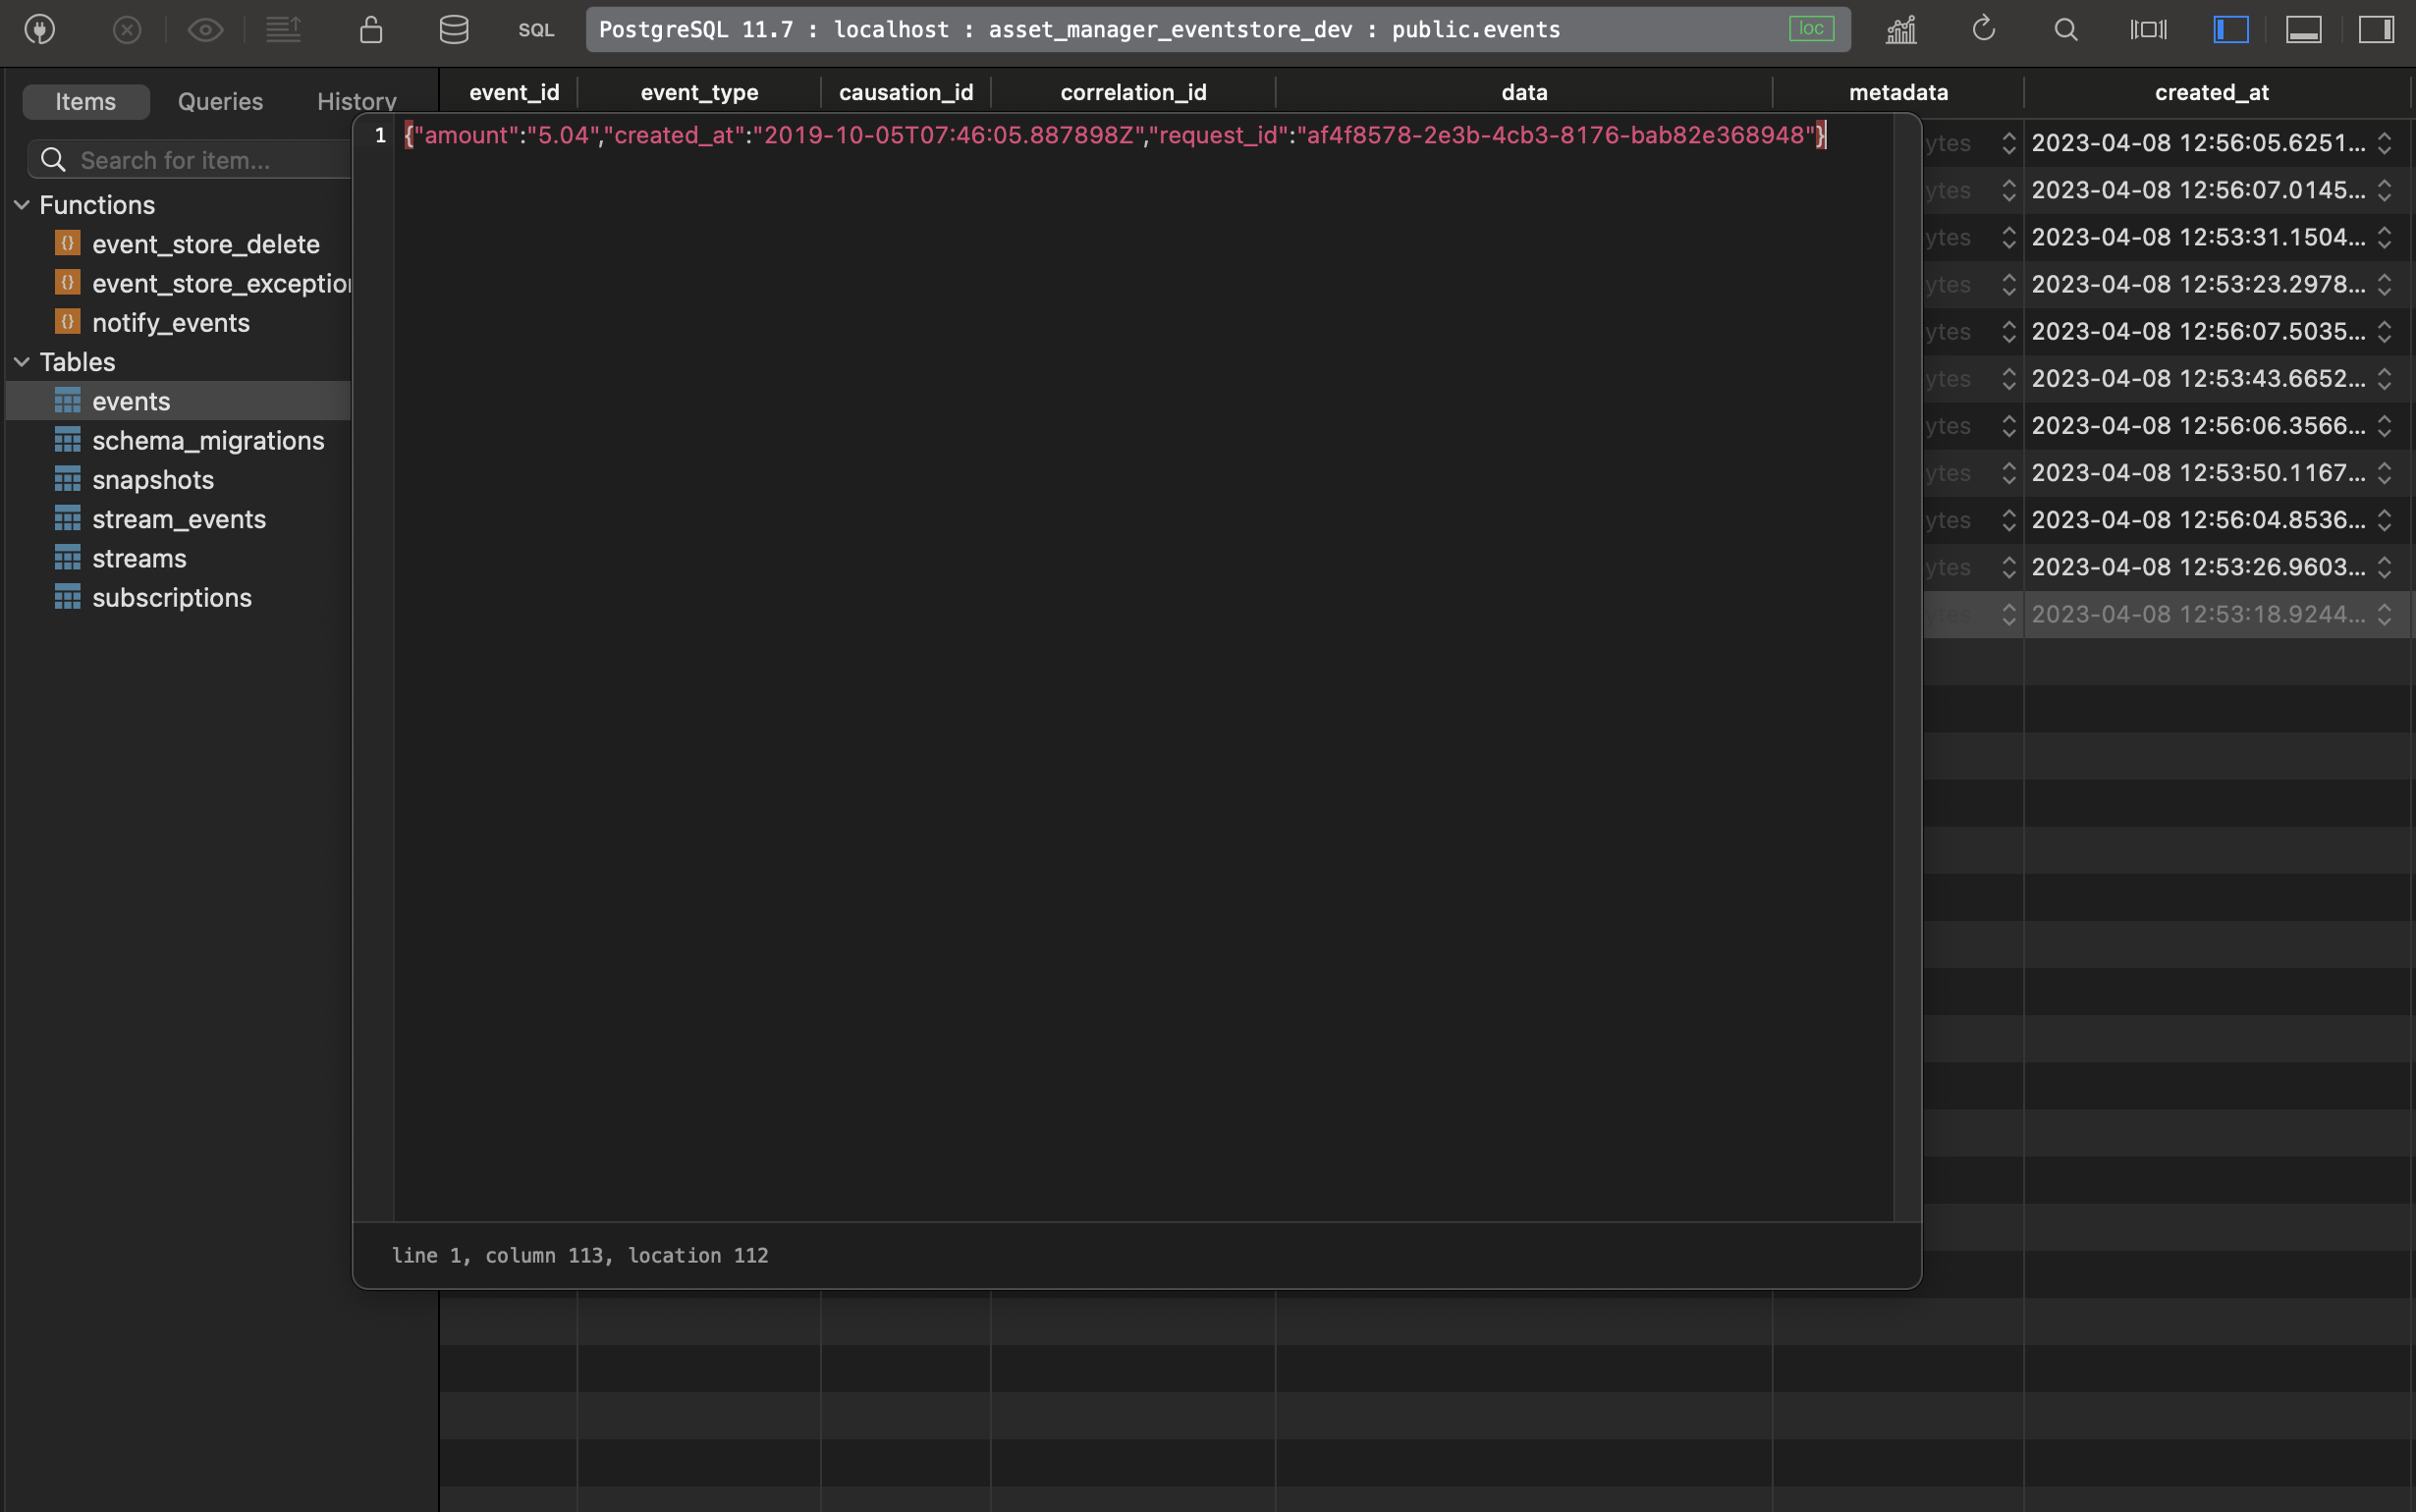 SQL
PostgreSQL 11.7 : localhost : asset_manager_eventstore_dev : public.events
loc
Items
Queries
History
event_id
event_type
causation_id
correlation_id
data
metadata
created_at
Search for item...
1
{"amount":"5.04","created_at":"2019-10-05T07:46:05.887898Z","request_id":"af4f8578-2e3b-4cb3-8176-bab82e368948"}
Functions
event_store_delete
event_store_exception
notify_events
Tables
events
schema_migrations
snapshots
stream_events
streams
subscriptions
ytes 2023-04-08 12:56:05.6251...
ytes 2023-04-08 12:56:07.0145...
ytes 2023-04-08 12:53:31.1504...
ytes 2023-04-08 12:53:23.2978...
ytes 2023-04-08 12:56:07.5035...
ytes 2023-04-08 12:53:43.6652...
ytes 2023-04-08 12:56:06.3566...
ytes 2023-04-08 12:53:50.1167...
ytes 2023-04-08 12:56:04.8536...
ytes 2023-04-08 12:53:26.9603...
ytes 2023-04-08 12:53:18.9244...
line 1, column 113, location 112